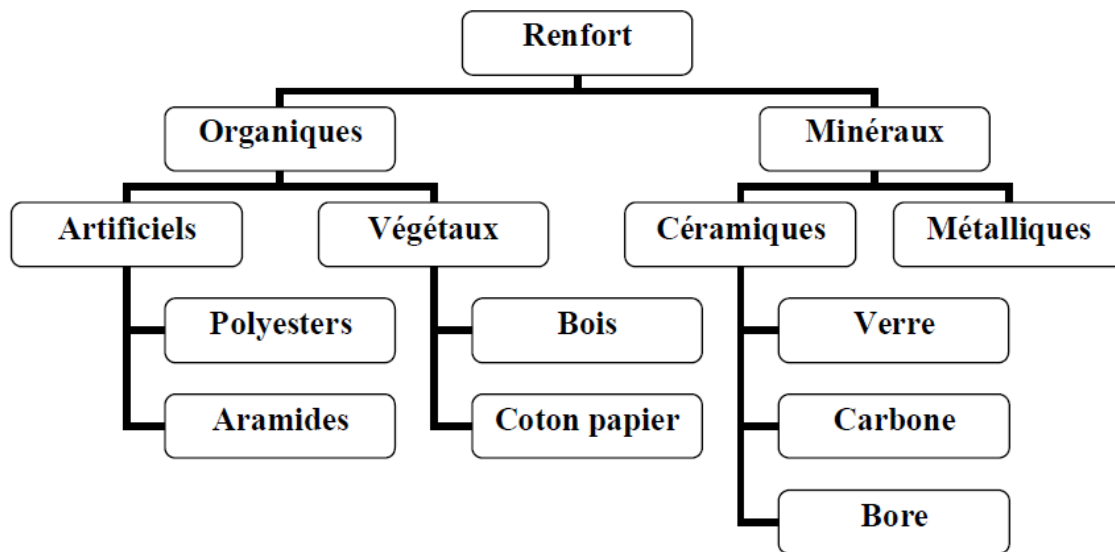 Renfort
Organiques
Minéraux
Artificiels
Végétaux
Céramiques
Métalliques
Polyesters
Bois
Verre
Aramides
Coton papier
Carbone
Bore